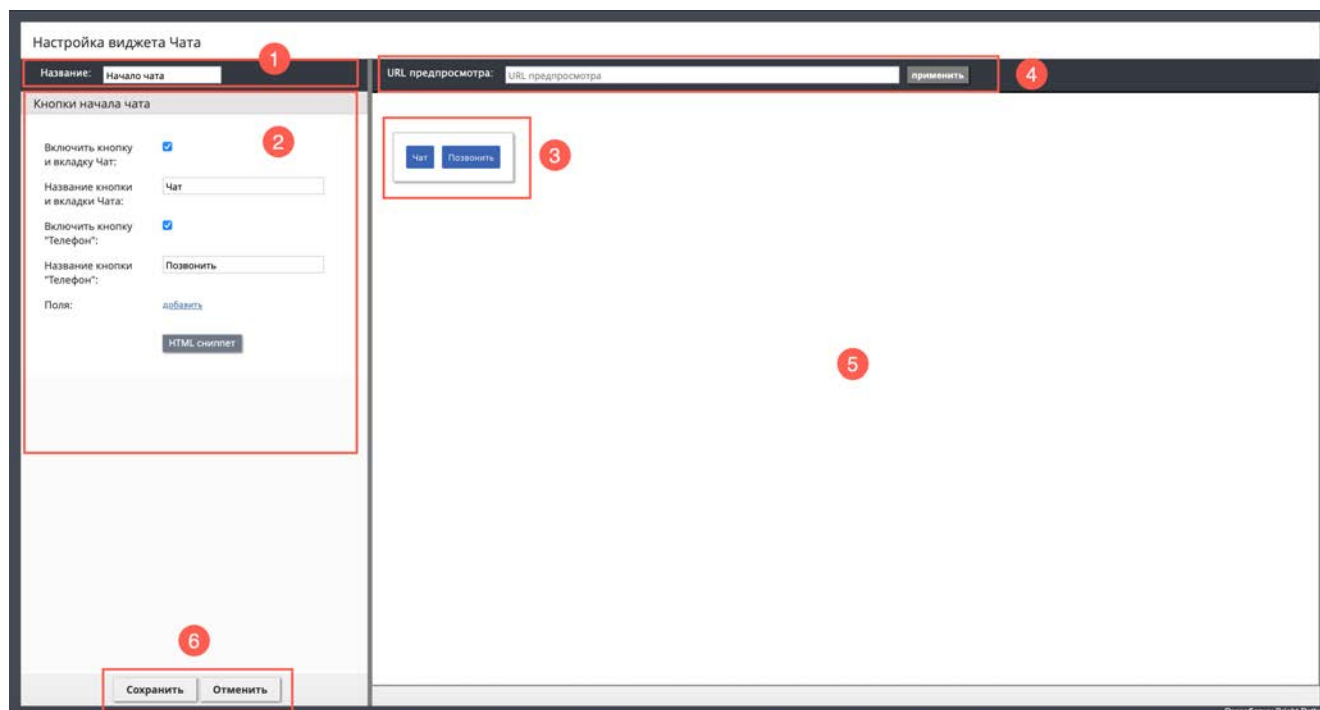 Настройка виджета Чата
1
Название: Начало чата
URL предпросмотра: URL предпросмотра применить
4
Кнопки начала чата
2
Включить кнопку
и вкладку Чат:
Название кнопки Чат
и вкладки Чата:
Включить кнопку
"Телефон":
Название кнопки Позвонить
"Телефон":
Поля: добавить
HTML сниппет
Чат Позвонить
3
5
6
Сохранить Отменить